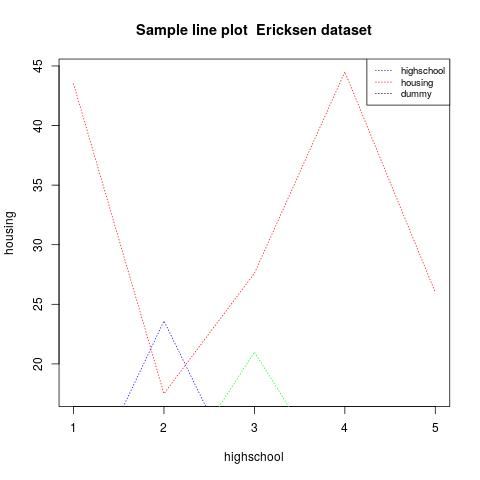 Sample line plot  Ericksen dataset
highschool
housing
dummy
housing
45
40
35
30
25
20
1 2 3 4 5
highschool